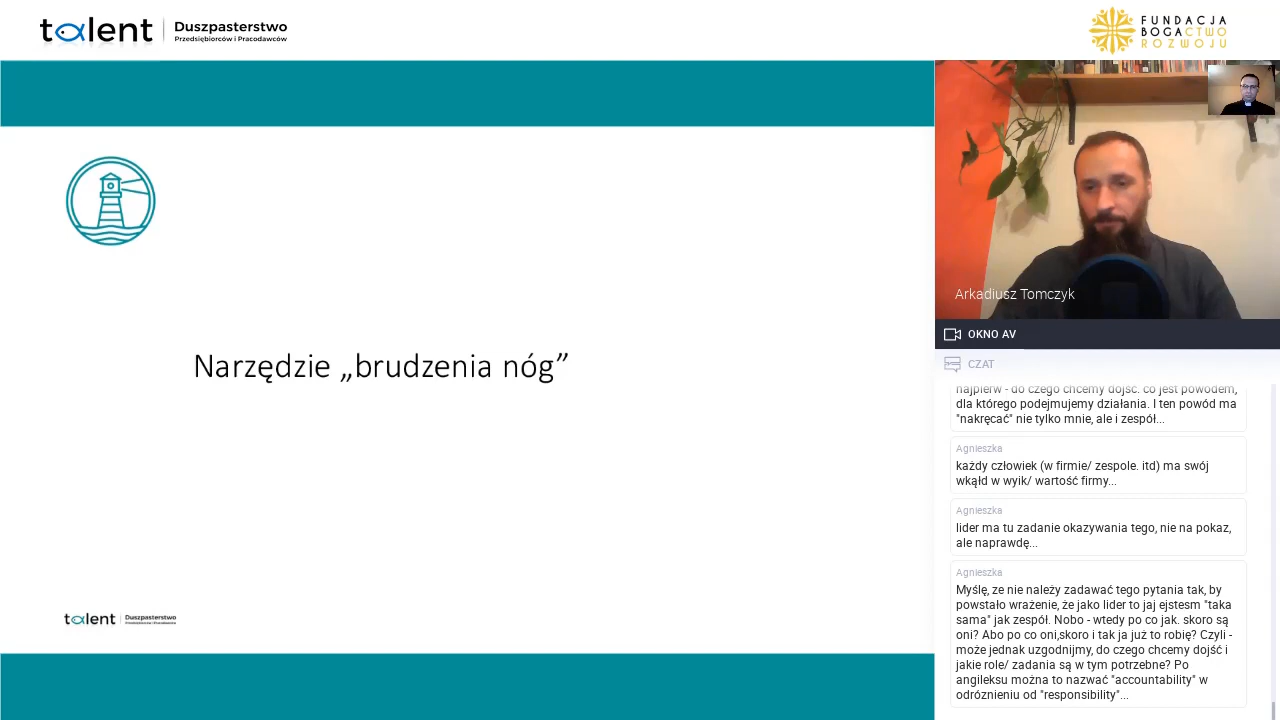 talent
Duszpasterstwo
Przedsiębiorców i Pracodawców
FUNDACJA
BOGACTWO
ROZWOJU
Narzędzie „brudzenia nóg”
talent
Duszpasterstwo
Przedsiębiorców i Pracodawców
Arkadiusz Tomczyk
OKNO AV
CZAT
najpierw - do czego chcemy dojść. co jest powodem,
dla którego podejmujemy działania. I ten powód ma
"nakręcać" nie tylko mnie, ale i zespół...
Agnieszka
każdy człowiek (w firmie/ zespole. itd) ma swój
wkąłd w wyik/ wartość firmy...
Agnieszka
lider ma tu zadanie okazywania tego, nie na pokaz,
ale naprawdę...
Agnieszka
Myślę, ze nie należy zadawać tego pytania tak, by
powstało wrażenie, że jako lider to jaj ejstesm "taka
sama" jak zespół. Nobo - wtedy po co jak. skoro są
oni? Abo po co oni,skoro i tak ja już to robię? Czyli -
może jednak uzgodnijmy, do czego chcemy dojść i
jakie role/ zadania są w tym potrzebne? Po
angileksu można to nazwać "accountability" w
odróznieniu od "responsibility"...